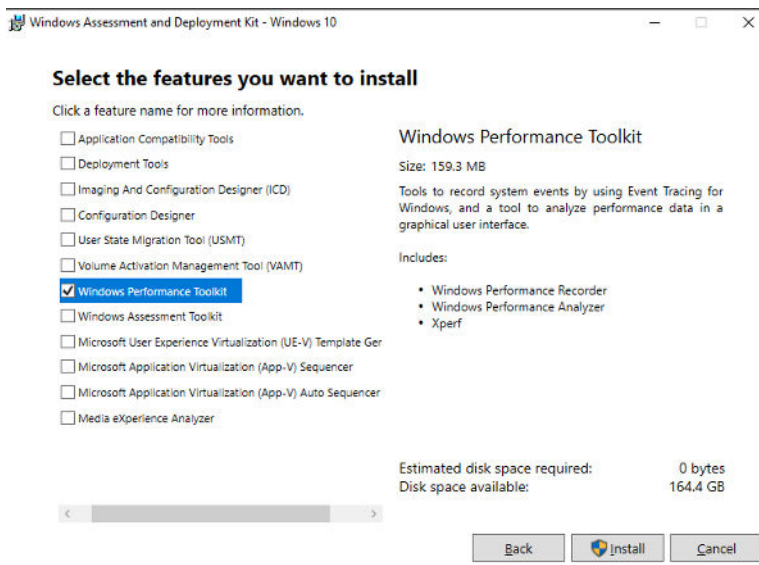 Windows Assessment and Deployment Kit - Windows 10
Select the features you want to install
Click a feature name for more information.
Application Compatibility Tools
Deployment Tools
Imaging And Configuration Designer (ICD)
Configuration Designer
User State Migration Tool (USMT)
Volume Activation Management Tool (VAMT)
Windows Performance Toolkit
Windows Assessment Toolkit
Microsoft User Experience Virtualization (UE-V) Template Ger
Microsoft Application Virtualization (App-V) Sequencer
Microsoft Application Virtualization (App-V) Auto Sequencer
Media eXperience Analyzer
Windows Performance Toolkit
Size: 159.3 MB
Tools to record system events by using Event Tracing for
Windows, and a tool to analyze performance data in a
graphical user interface.
Includes:
• Windows Performance Recorder
• Windows Performance Analyzer
• Xperf
Estimated disk space required: 0 bytes
Disk space available: 164.4 GB
Back Install Cancel